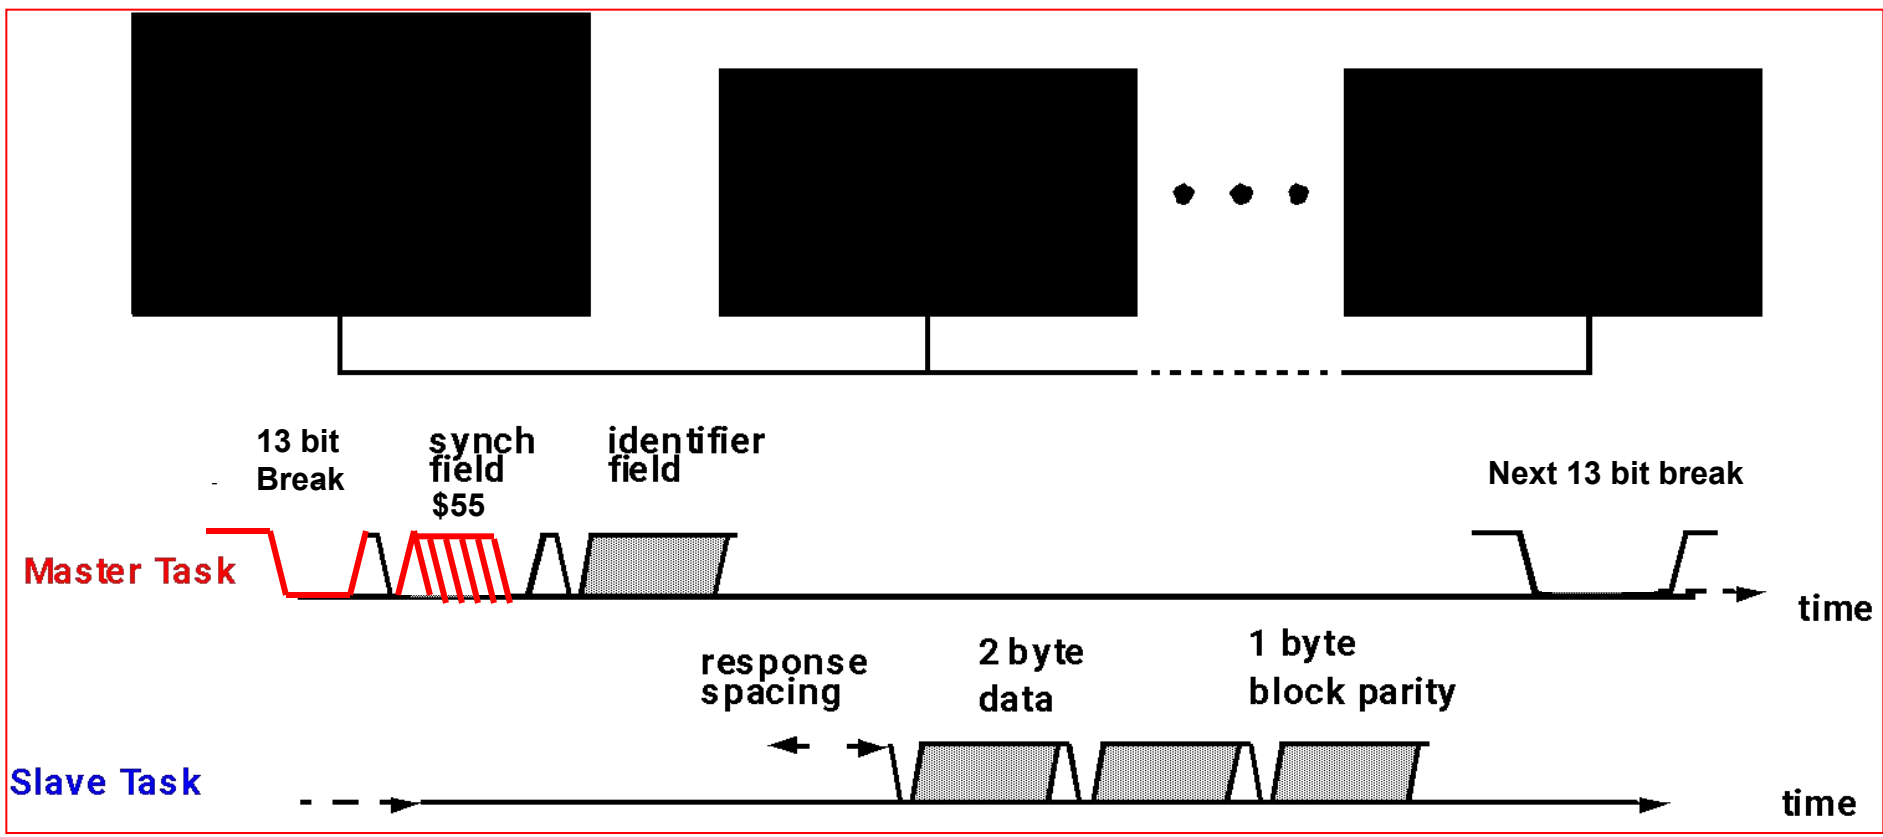 13 bit
Break
synch
field
$55
identifier
field
Next 13 bit break
Master Task
time
response
spacing
2 byte
data
1 byte
block parity
Slave Task
time